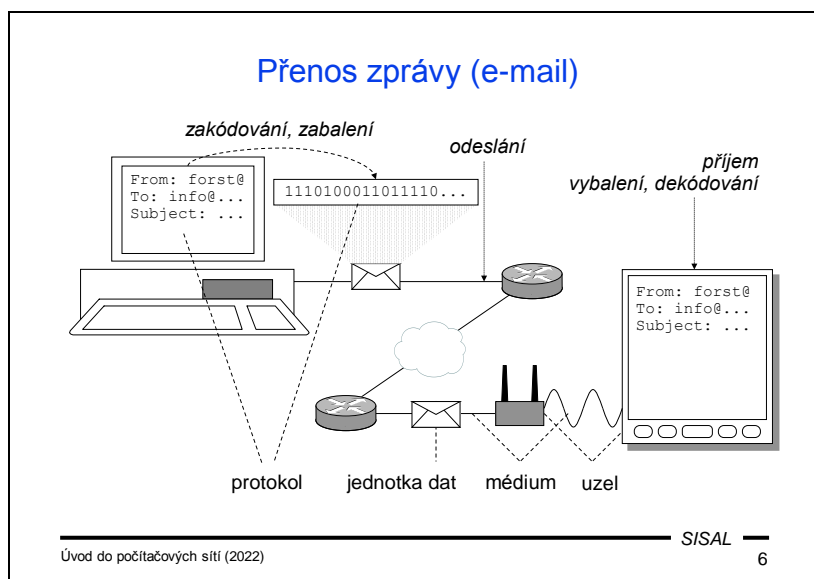 Přenos zprávy (e-mail)
zakódování, zabalení
odeslání
příjem
vybalení, dekódování
From: forst@
To: info@...
Subject: ...
1110100011011110...
From: forst@
To: info@...
Subject: ...
protokol
jednotka dat
médium
uzel
SISAL
Úvod do počítačových sítí (2022)
6